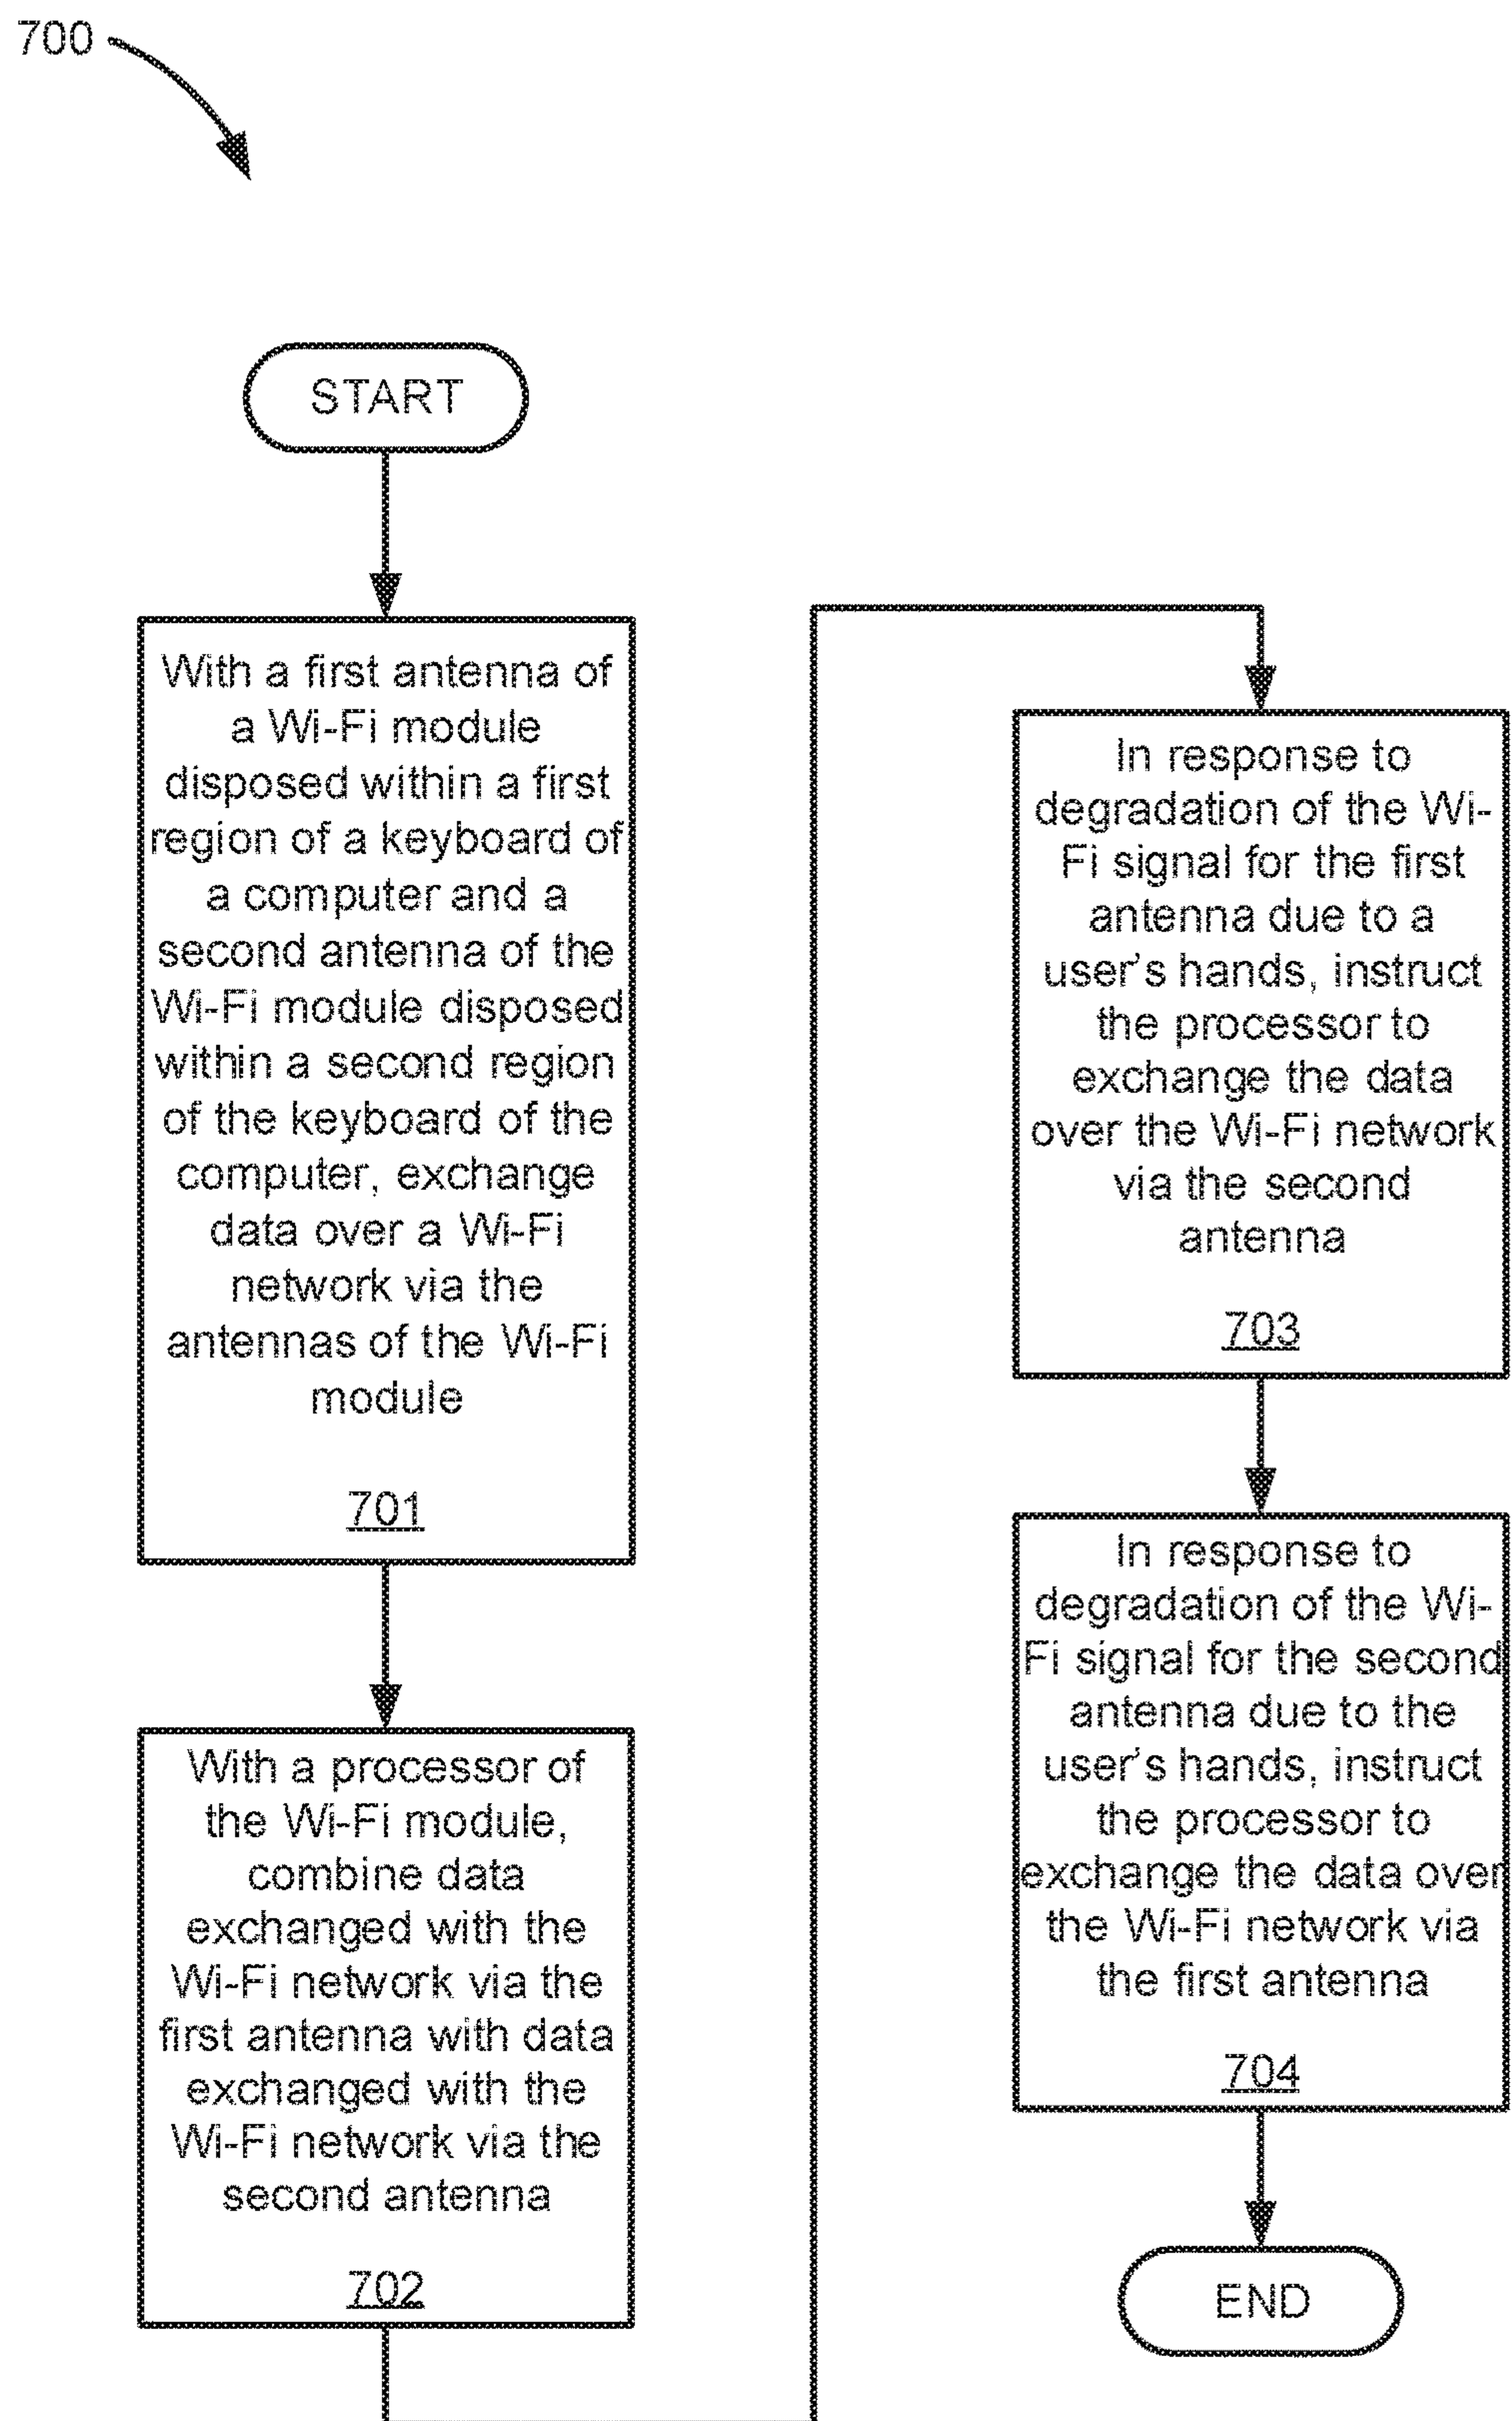 700
START
With a first antenna of
a Wi-Fi module
disposed within a first
region of a keyboard of
a computer and a
second antenna of the
Wi-Fi module disposed
within a second region
of the keyboard of the
computer, exchange
data over a Wi-Fi
network via the
antennas of the Wi-Fi
module
701
With a processor of
the Wi-Fi module,
combine data
exchanged with the
Wi-Fi network via the
first antenna with data
exchanged with the
Wi-Fi network via the
second antenna
702
In response to
degradation of the Wi-
Fi signal for the first
antenna due to a
user's hands, instruct
the processor to
exchange the data
over the Wi-Fi network
via the second
antenna
703
In response to
degradation of the Wi-
Fi signal for the second
antenna due to the
user's hands, instruct
the processor to
exchange the data over
the Wi-Fi network via
the first antenna
704
END